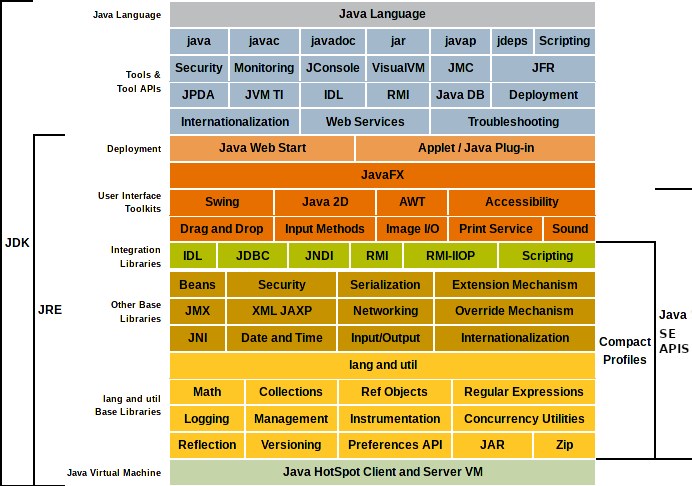 Java Language Java Language
java javac javadoc jar javap jdeps Scripting
Security Monitoring JConsole VisualVM JMC JFR
Tools &
Tool APIs
JPDA JVM TI IDL RMI Java DB Deployment
Internationalization Web Services Troubleshooting
Deployment Java Web Start Applet / Java Plug-in
JavaFX
User Interface
Toolkits
Swing Java 2D AWT Accessibility
Drag and Drop Input Methods Image I/O Print Service Sound
JDK
Integration
Libraries
IDL JDBC JNDI RMI RMI-IIOP Scripting
Beans Security Serialization Extension Mechanism
JRE
Other Base
Libraries
JMX XML JAXP Networking Override Mechanism
JNI Date and Time Input/Output Internationalization
Java
SE
APIS
Compact
Profiles
lang and util
Math Collections Ref Objects Regular Expressions
lang and util
Base Libraries
Logging Management Instrumentation Concurrency Utilities
Reflection Versioning Preferences API JAR Zip
Java Virtual Machine Java HotSpot Client and Server VM